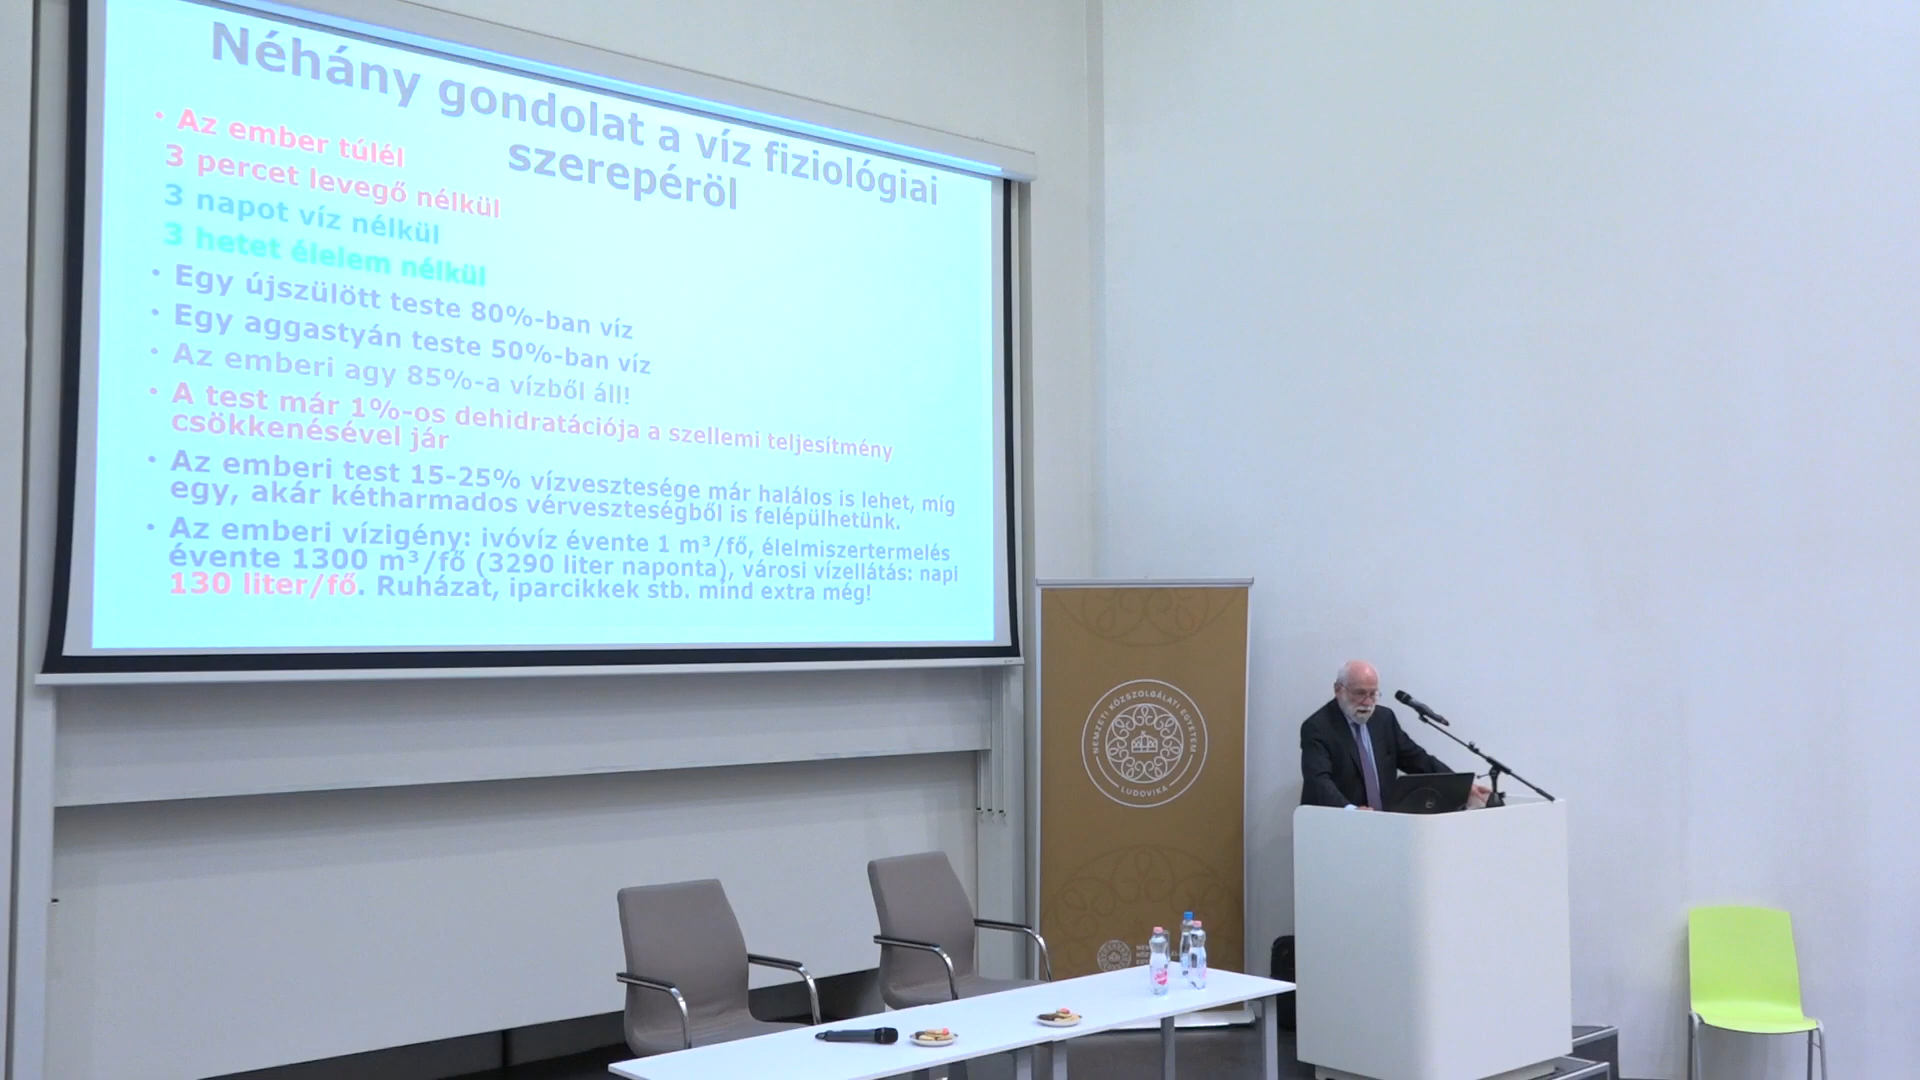 Néhány gondolat a víz fiziológiai
szerepéröl
• Az ember túlél
3 percet levegő nélkül
3 napot víz nélkül
3 hetet élelem nélkül
• Egy újszülött teste 80%-ban víz
• Egy aggastyán teste 50%-ban víz
• Az emberi agy 85%-a vízből áll!
• A test már 1%-os dehidratációja a szellemi teljesítmény
csökkenésével jár
• Az emberi test 15-25% vízvesztesége már halálos is lehet, míg
egy, akár kétharmados vérveszteségből is felépülhetünk.
• Az emberi vízigény: ivóvíz évente 1 m³/fő, élelmiszertermelés
évente 1300 m³/fő (3290 liter naponta), városi vízellátás: napi
130 liter/fő. Ruházat, iparcikkek stb. mind extra még!
NEMZETI KÖZSZOLGÁLATI EGYETEM
LUDOVIKA